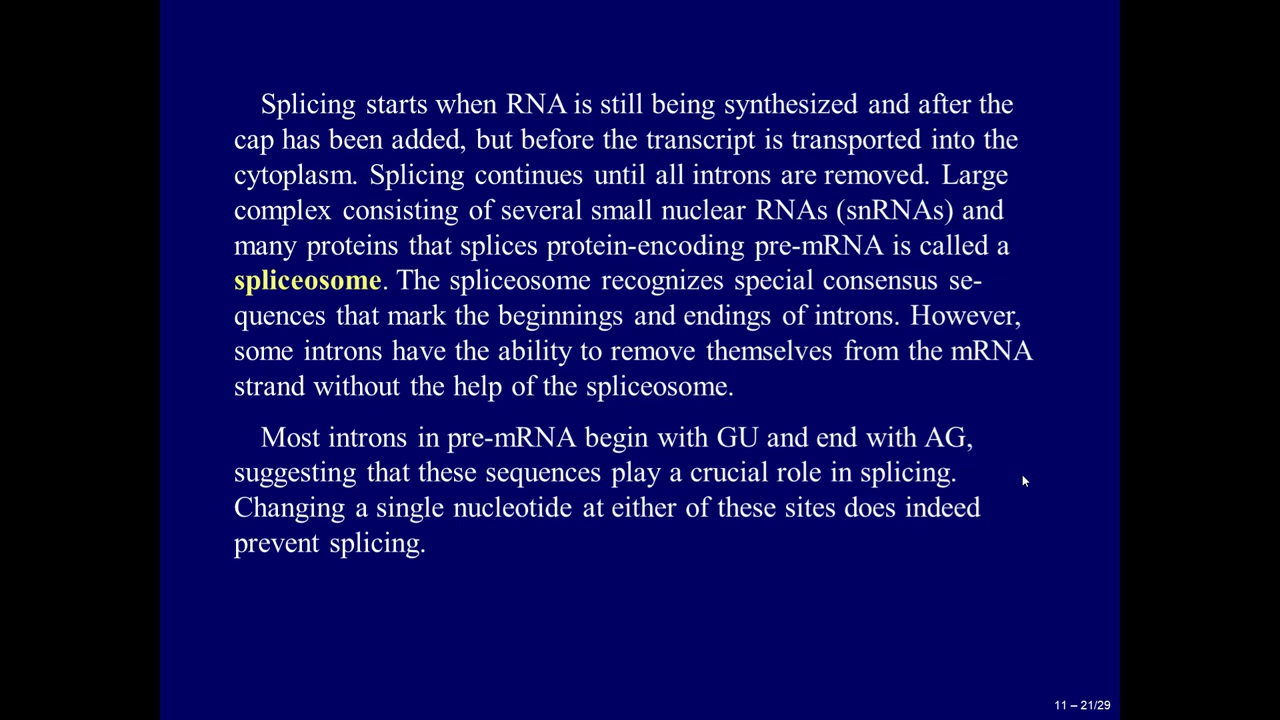 Splicing starts when RNA is still being synthesized and after the
cap has been added, but before the transcript is transported into the
cytoplasm. Splicing continues until all introns are removed. Large
complex consisting of several small nuclear RNAs (snRNAs) and
many proteins that splices protein-encoding pre-mRNA is called a
spliceosome. The spliceosome recognizes special consensus se-
quences that mark the beginnings and endings of introns. However,
some introns have the ability to remove themselves from the mRNA
strand without the help of the spliceosome.
Most introns in pre-mRNA begin with GU and end with AG,
suggesting that these sequences play a crucial role in splicing.
Changing a single nucleotide at either of these sites does indeed
prevent splicing.
11 – 21/29